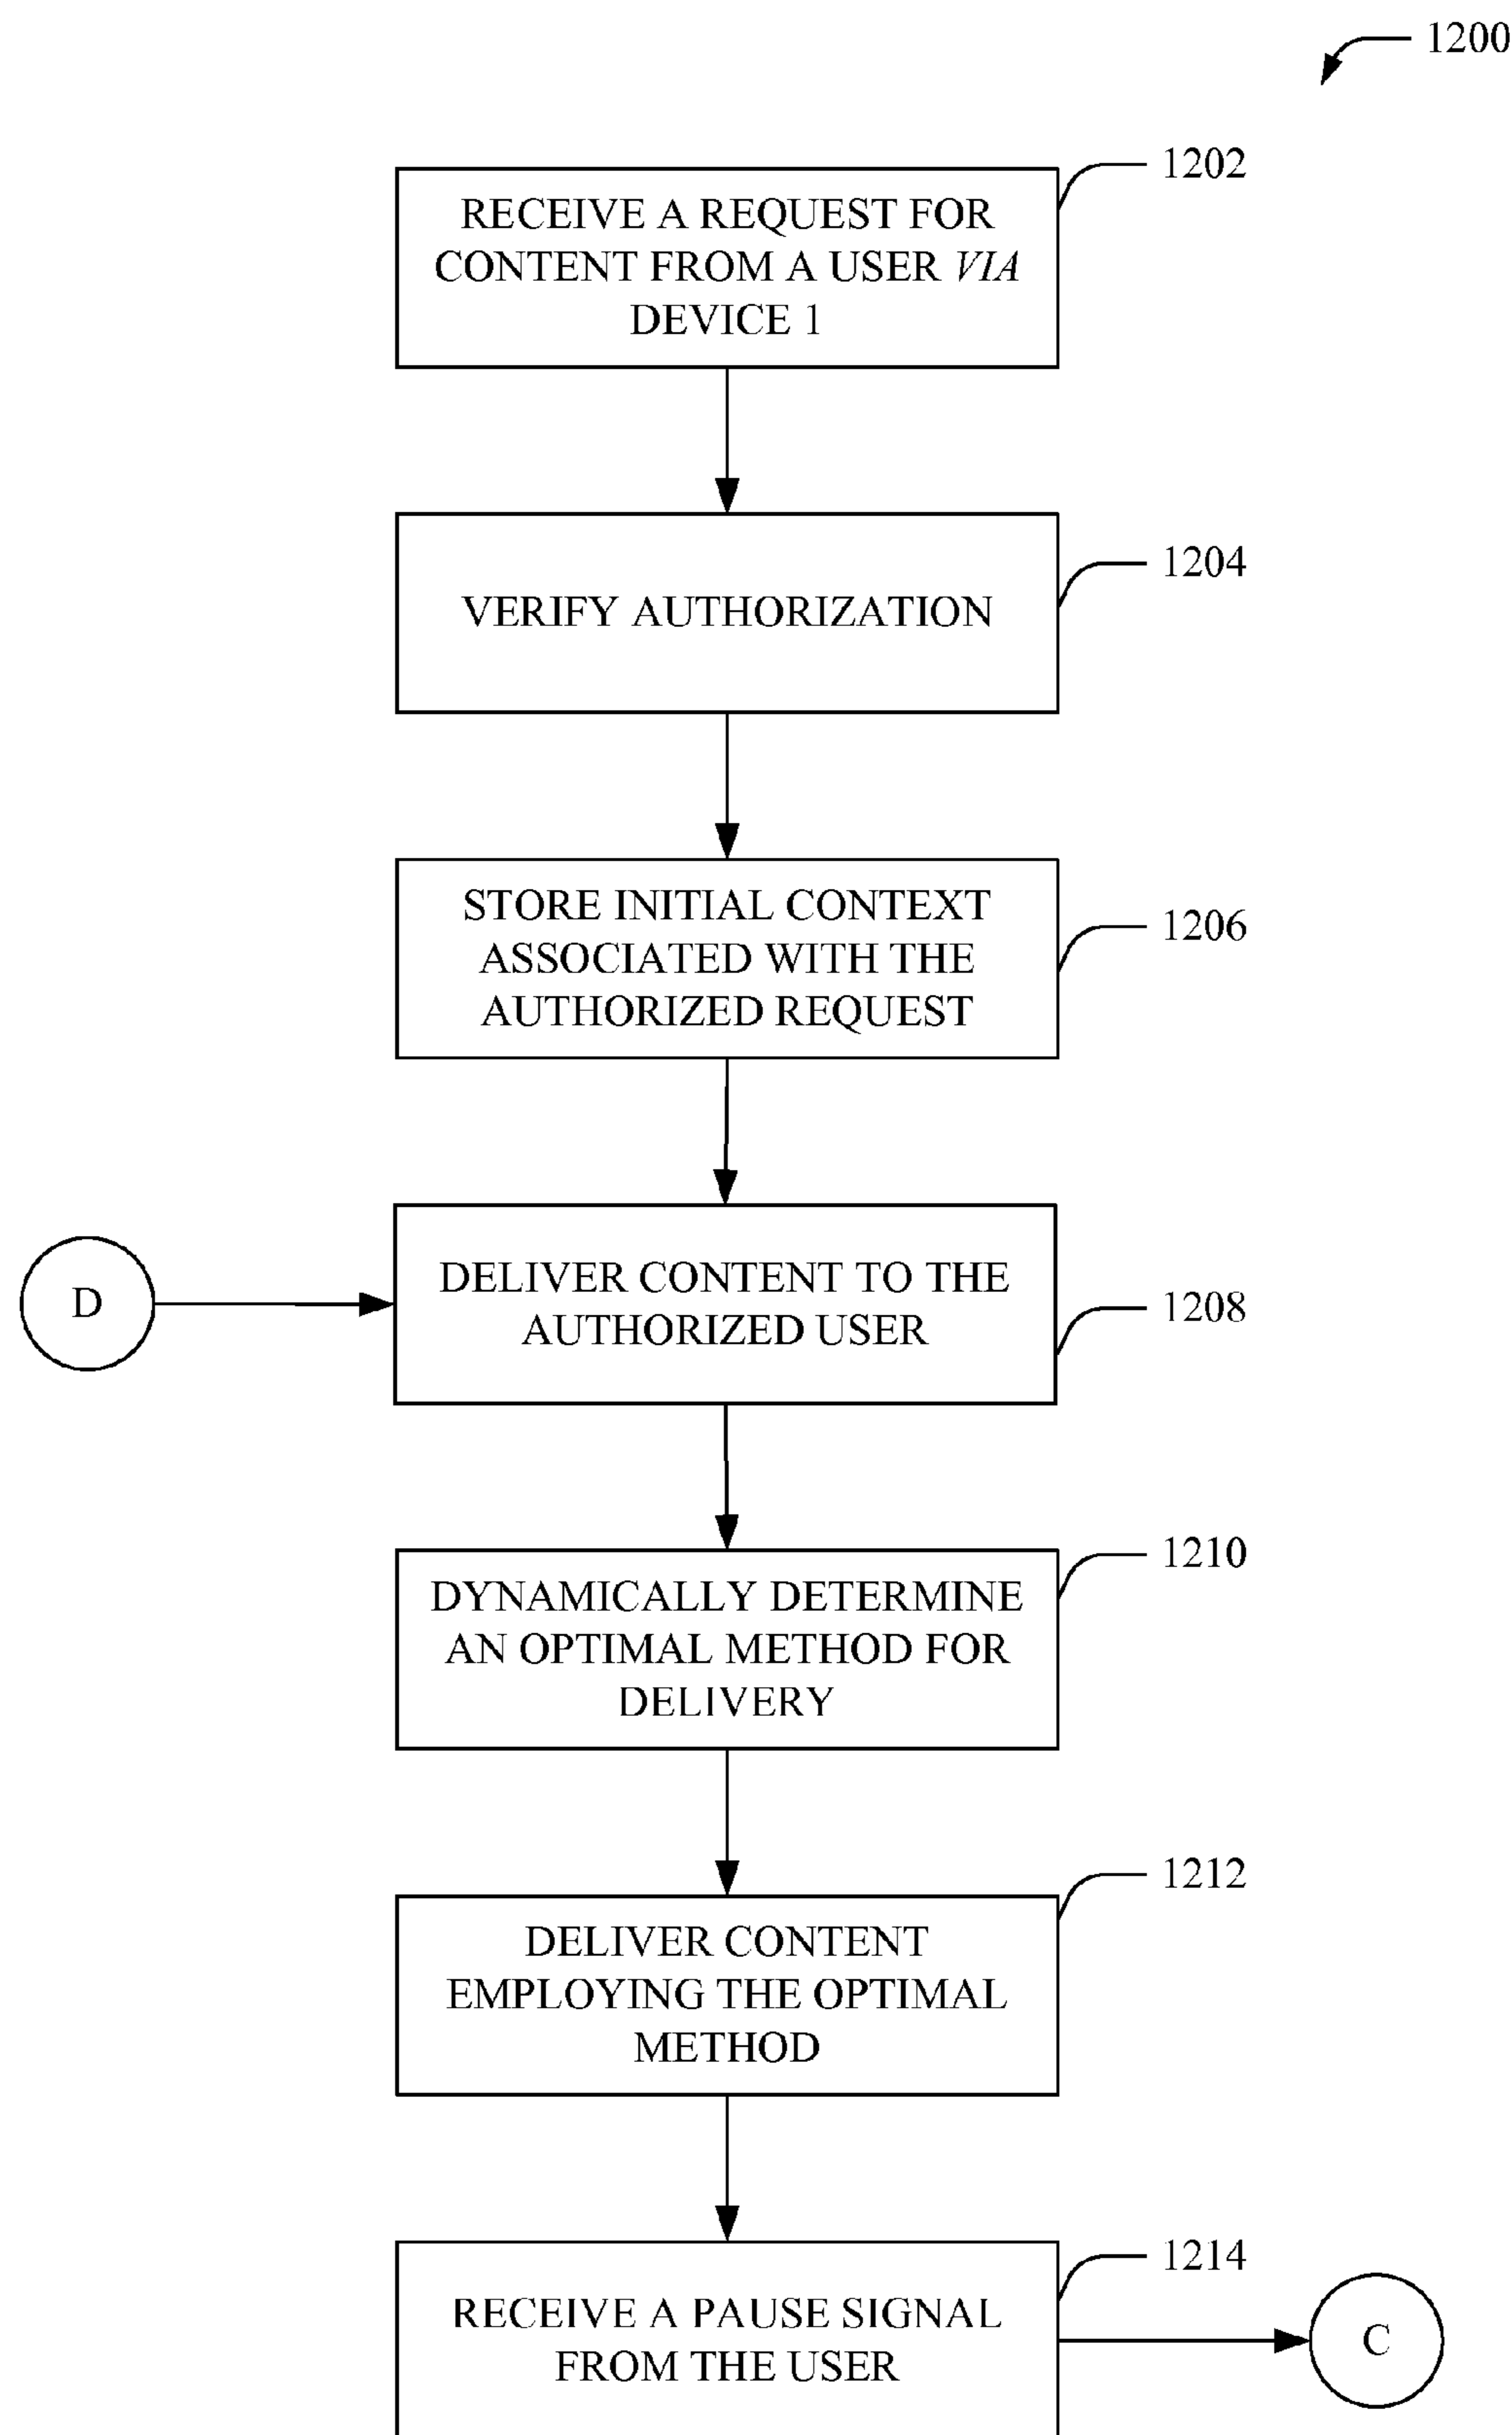 1200
1202
RECEIVE A REQUEST FOR
CONTENT FROM A USER VIA
DEVICE 1
1204
VERIFY AUTHORIZATION
STORE INITIAL CONTEXT
ASSOCIATED WITH THE
AUTHORIZED REQUEST
1206
D
DELIVER CONTENT TO THE
AUTHORIZED USER
1208
1210
DYNAMICALLY DETERMINE
AN OPTIMAL METHOD FOR
DELIVERY
1212
DELIVER CONTENT
EMPLOYING THE OPTIMAL
METHOD
1214
RECEIVE A PAUSE SIGNAL
FROM THE USER
C